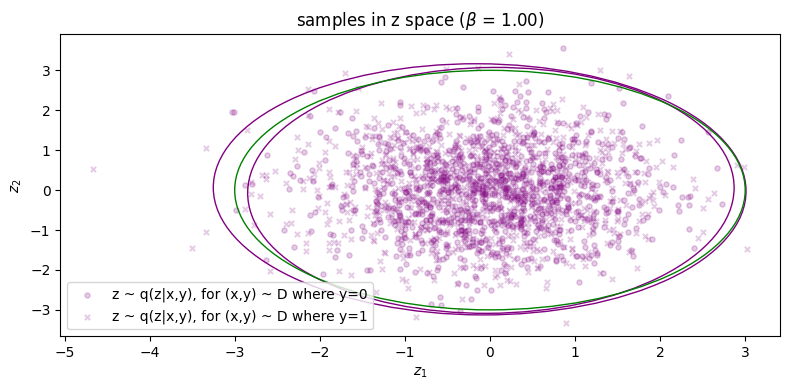 samples in z space (β = 1.00)
3
2
1
0
−1
−2
−3
z₂
z ~ q(z|x,y), for (x,y) ~ D where y=0
z ~ q(z|x,y), for (x,y) ~ D where y=1
−5 −4 −3 −2 −1 0 1 2 3
z₁